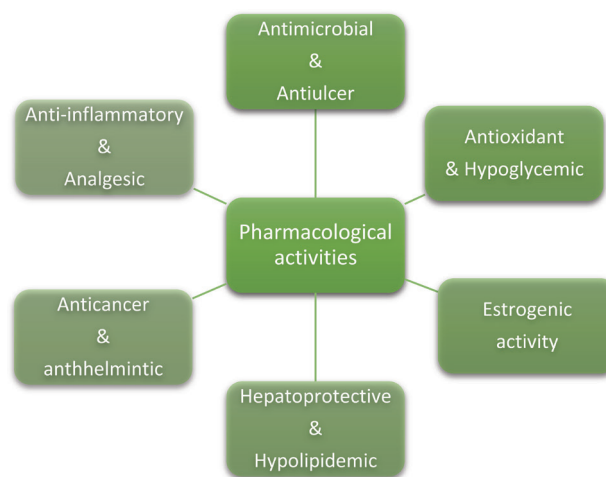 Antimicrobial
&
Antiulcer
Anti-inflammatory
&
Analgesic
Antioxidant
& Hypoglycemic
Pharmacological
activities
Anticancer
&
anthhelmintic
Estrogenic
activity
Hepatoprotective
&
Hypolipidemic